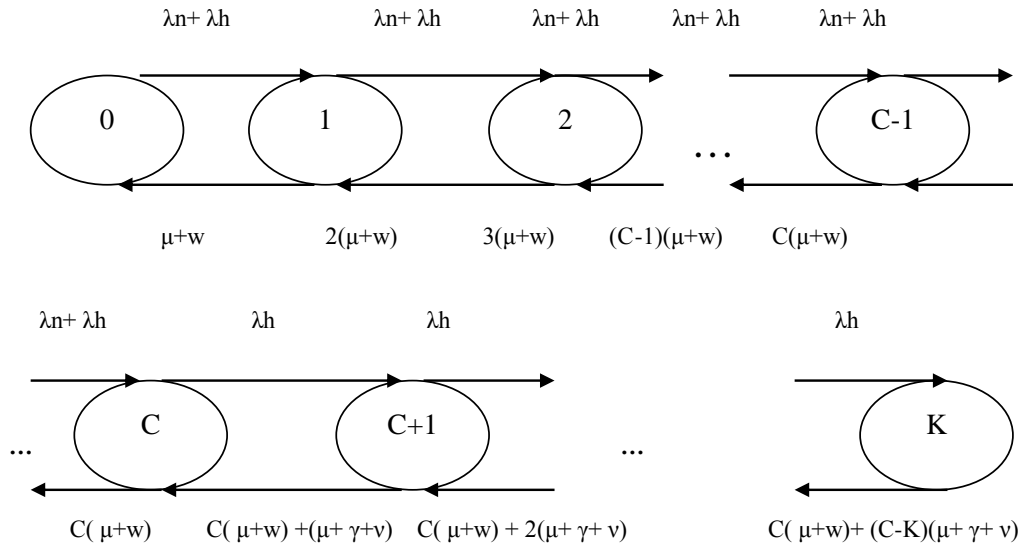 λn+ λh λn+ λh λn+ λh λn+ λh λn+ λh
0 1 2 ... C-1
μ+w 2(μ+w) 3(μ+w) (C-1)(μ+w) C(μ+w)
λn+ λh λh λh λh
... C C+1 ... K
C( μ+w) C( μ+w) +(μ+ γ+ν) C( μ+w) + 2(μ+ γ+ ν) C( μ+w)+ (C-K)(μ+ γ+ ν)